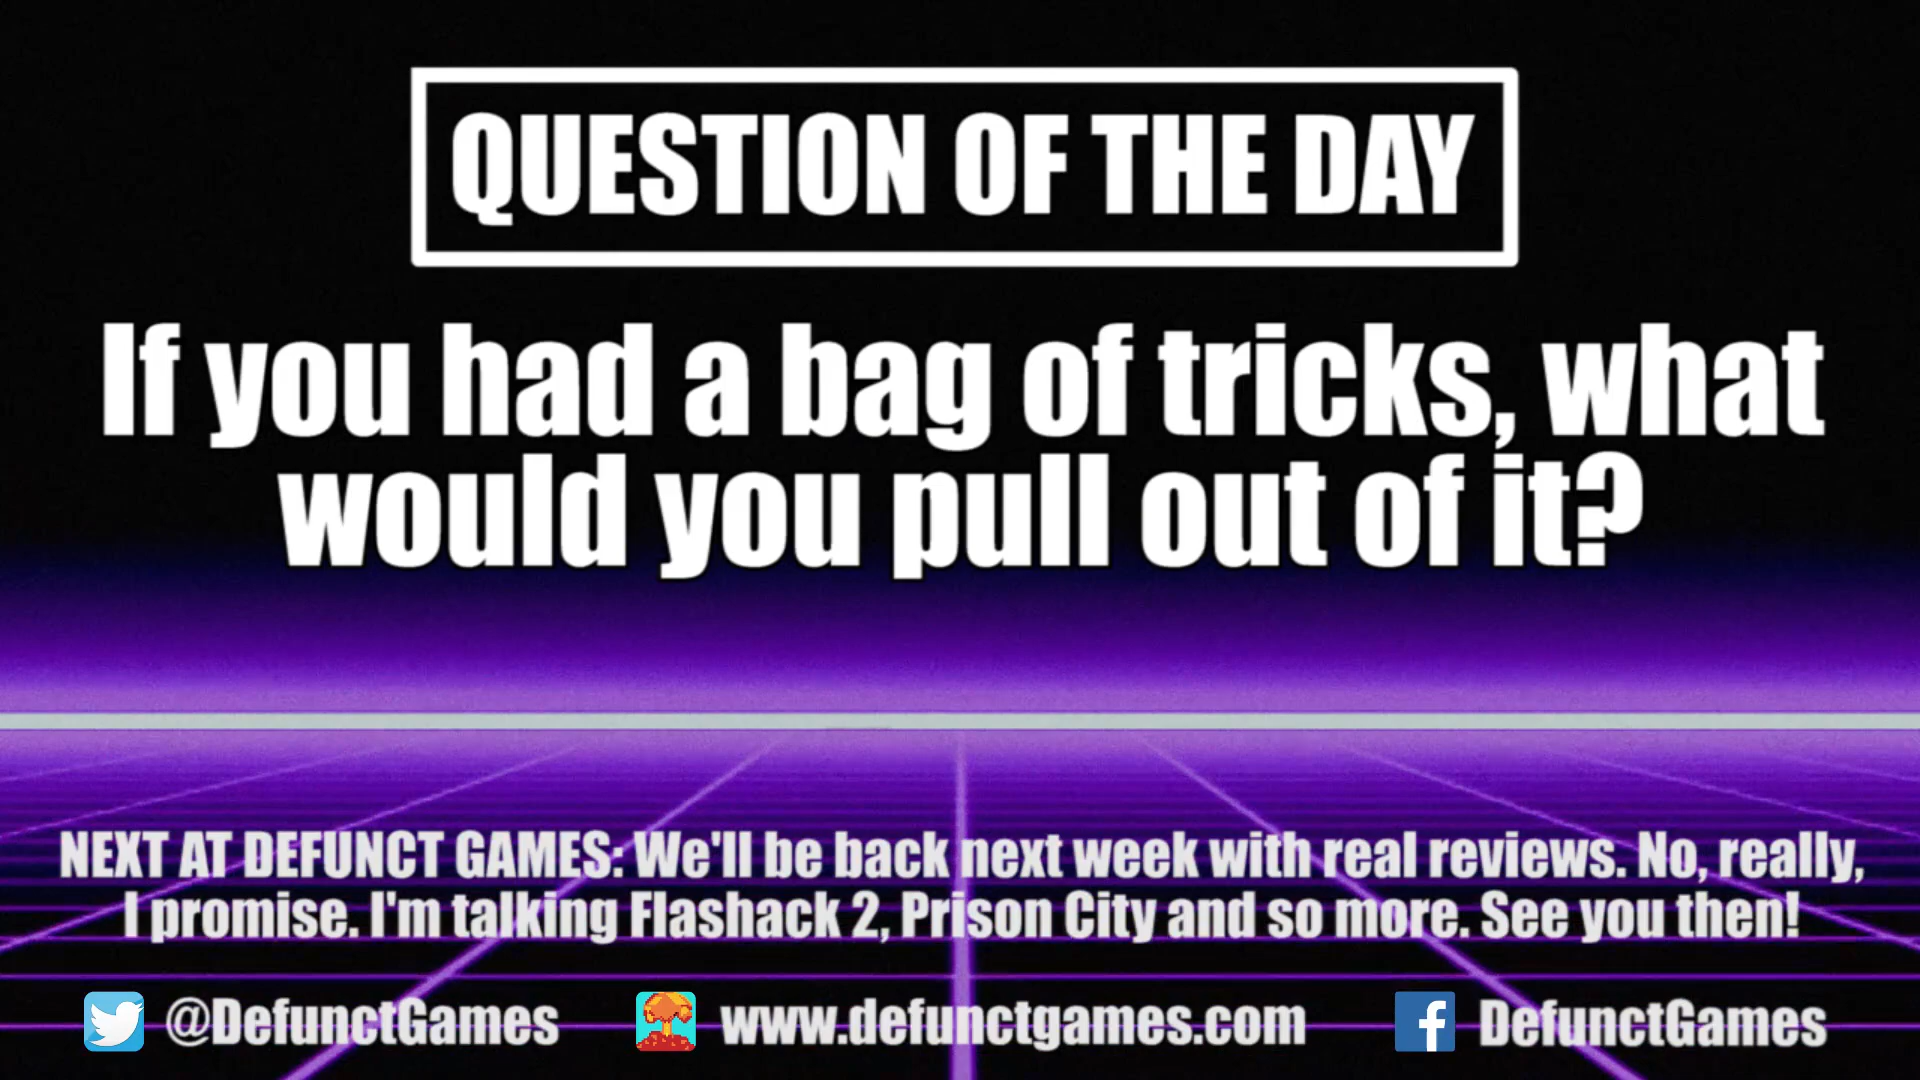 QUESTION OF THE DAY
If you had a bag of tricks, what
would you pull out of it?
NEXT AT DEFUNCT GAMES: We'll be back next week with real reviews. No, really,
I promise. I'm talking Flashack 2, Prison City and so more. See you then!
@DefunctGames
www.defunctgames.com
DefunctGames